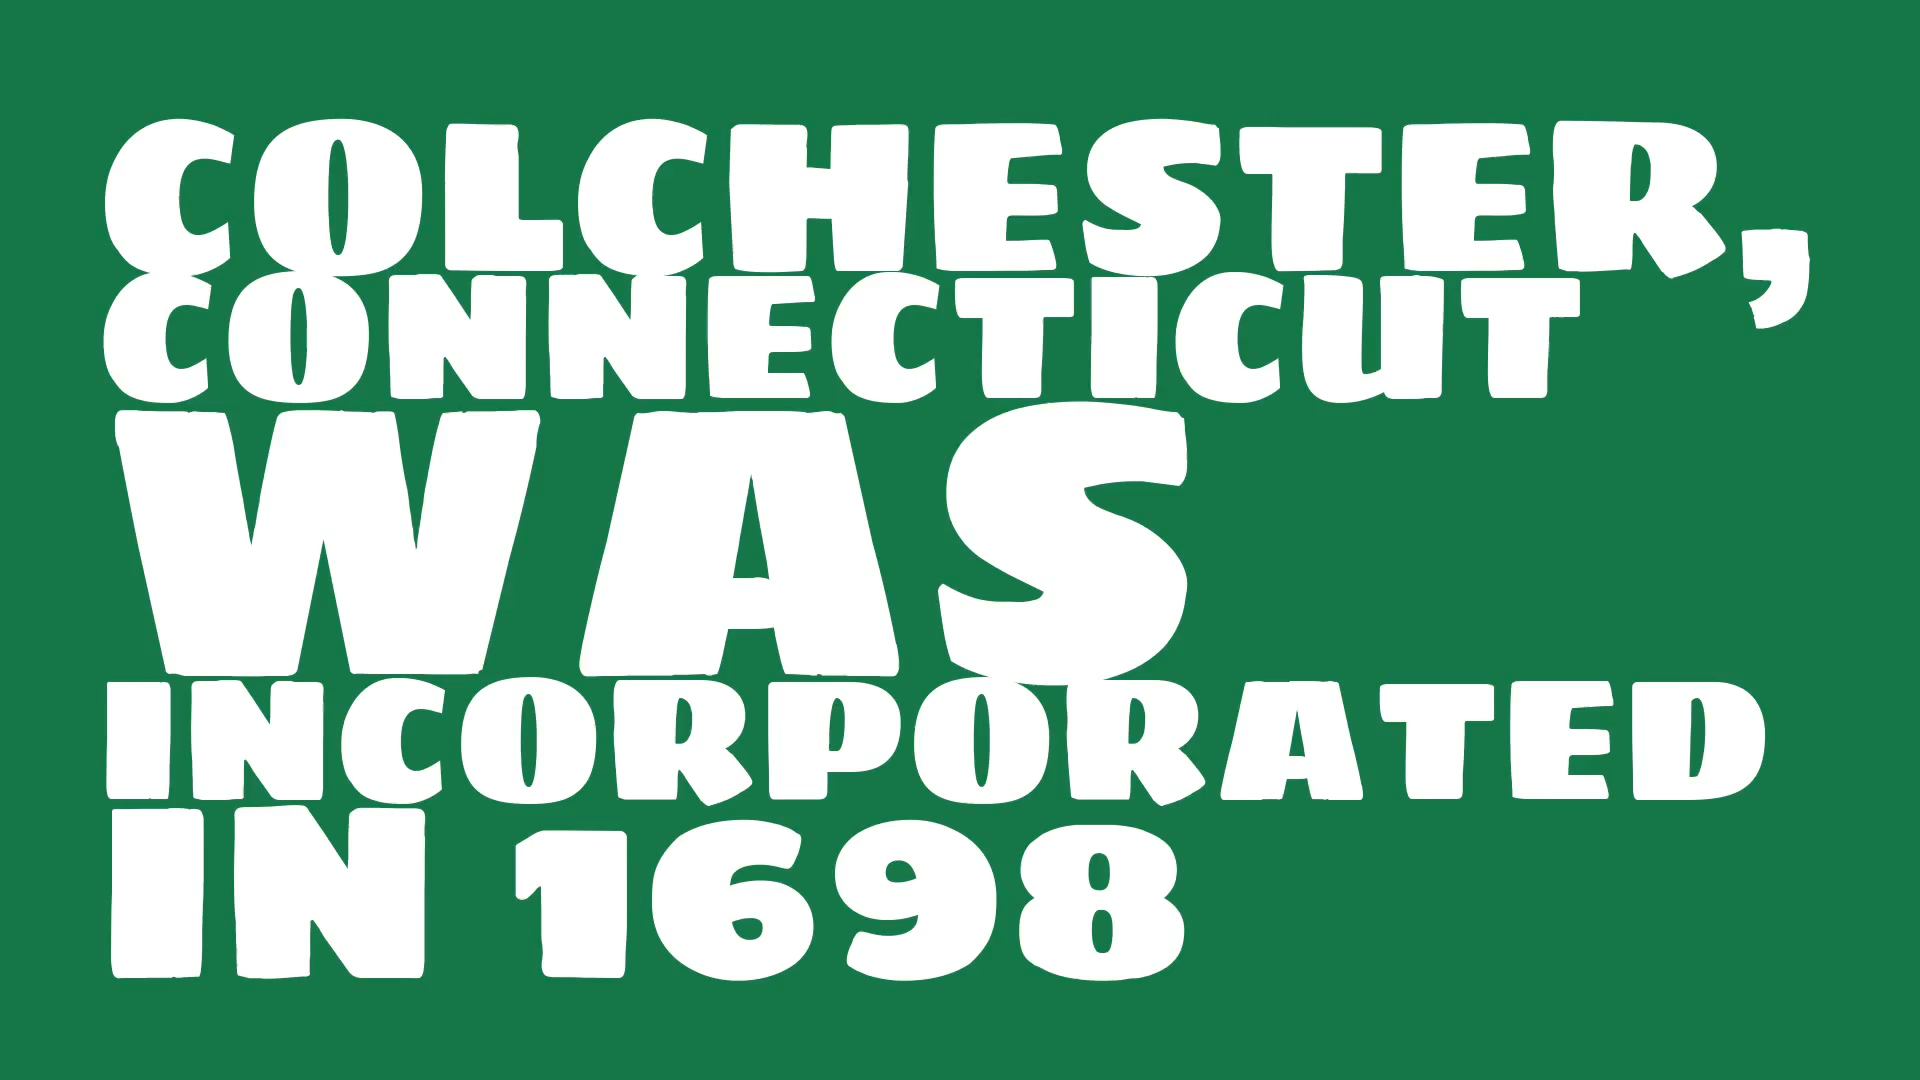 COLCHESTER,
CONNECTICUT
WAS
INCORPORATED
IN 1698